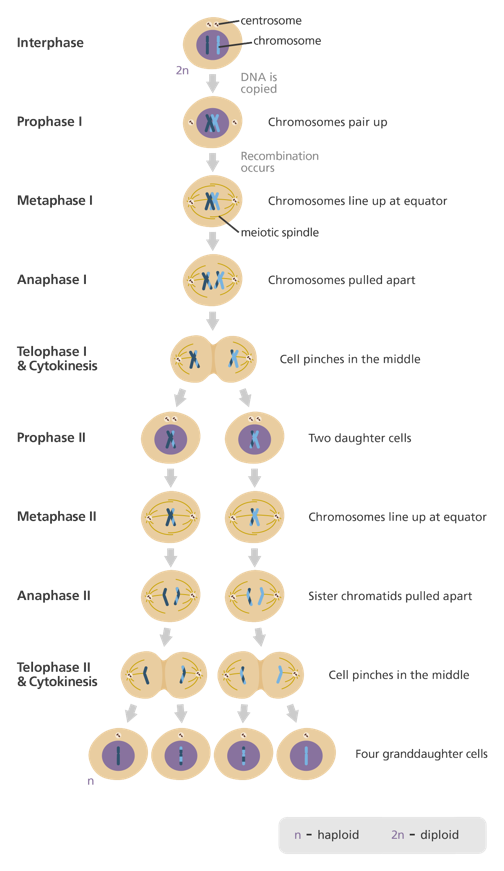 centrosome
Interphase
chromosome
2n
DNA is
copied
Prophase I
Chromosomes pair up
Recombination
occurs
Metaphase I
Chromosomes line up at equator
meiotic spindle
Anaphase I
Chromosomes pulled apart
Telophase I
& Cytokinesis
Cell pinches in the middle
Prophase II
Two daughter cells
Metaphase II
Chromosomes line up at equator
Anaphase II
Sister chromatids pulled apart
Telophase II
& Cytokinesis
Cell pinches in the middle
Four granddaughter cells
n
n - haploid 2n - diploid